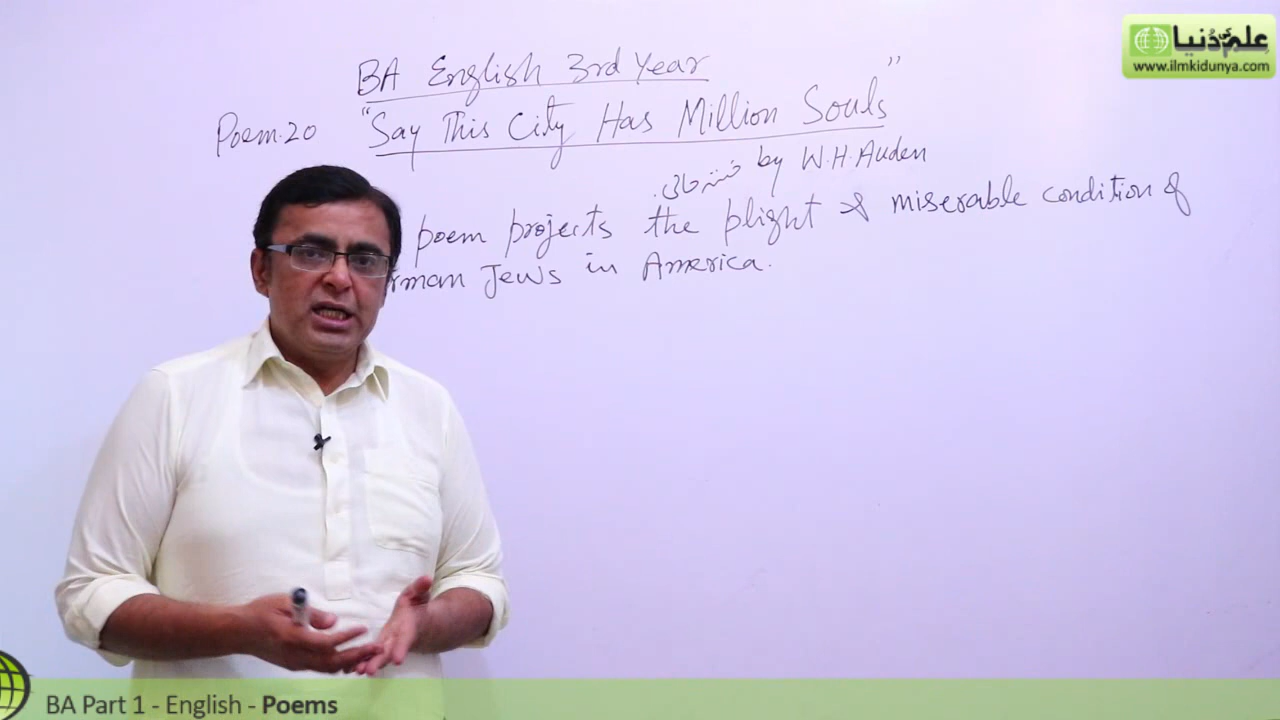 علم کی دُنیا
www.ilmkidunya.com
BA English 3rd Year
Poem.20 "Say This City Has Million Souls"
خستہ حالی. by W.H.Auden
poem projects the plight & miserable condition of
rman Jews in America.
BA Part 1 - English - Poems